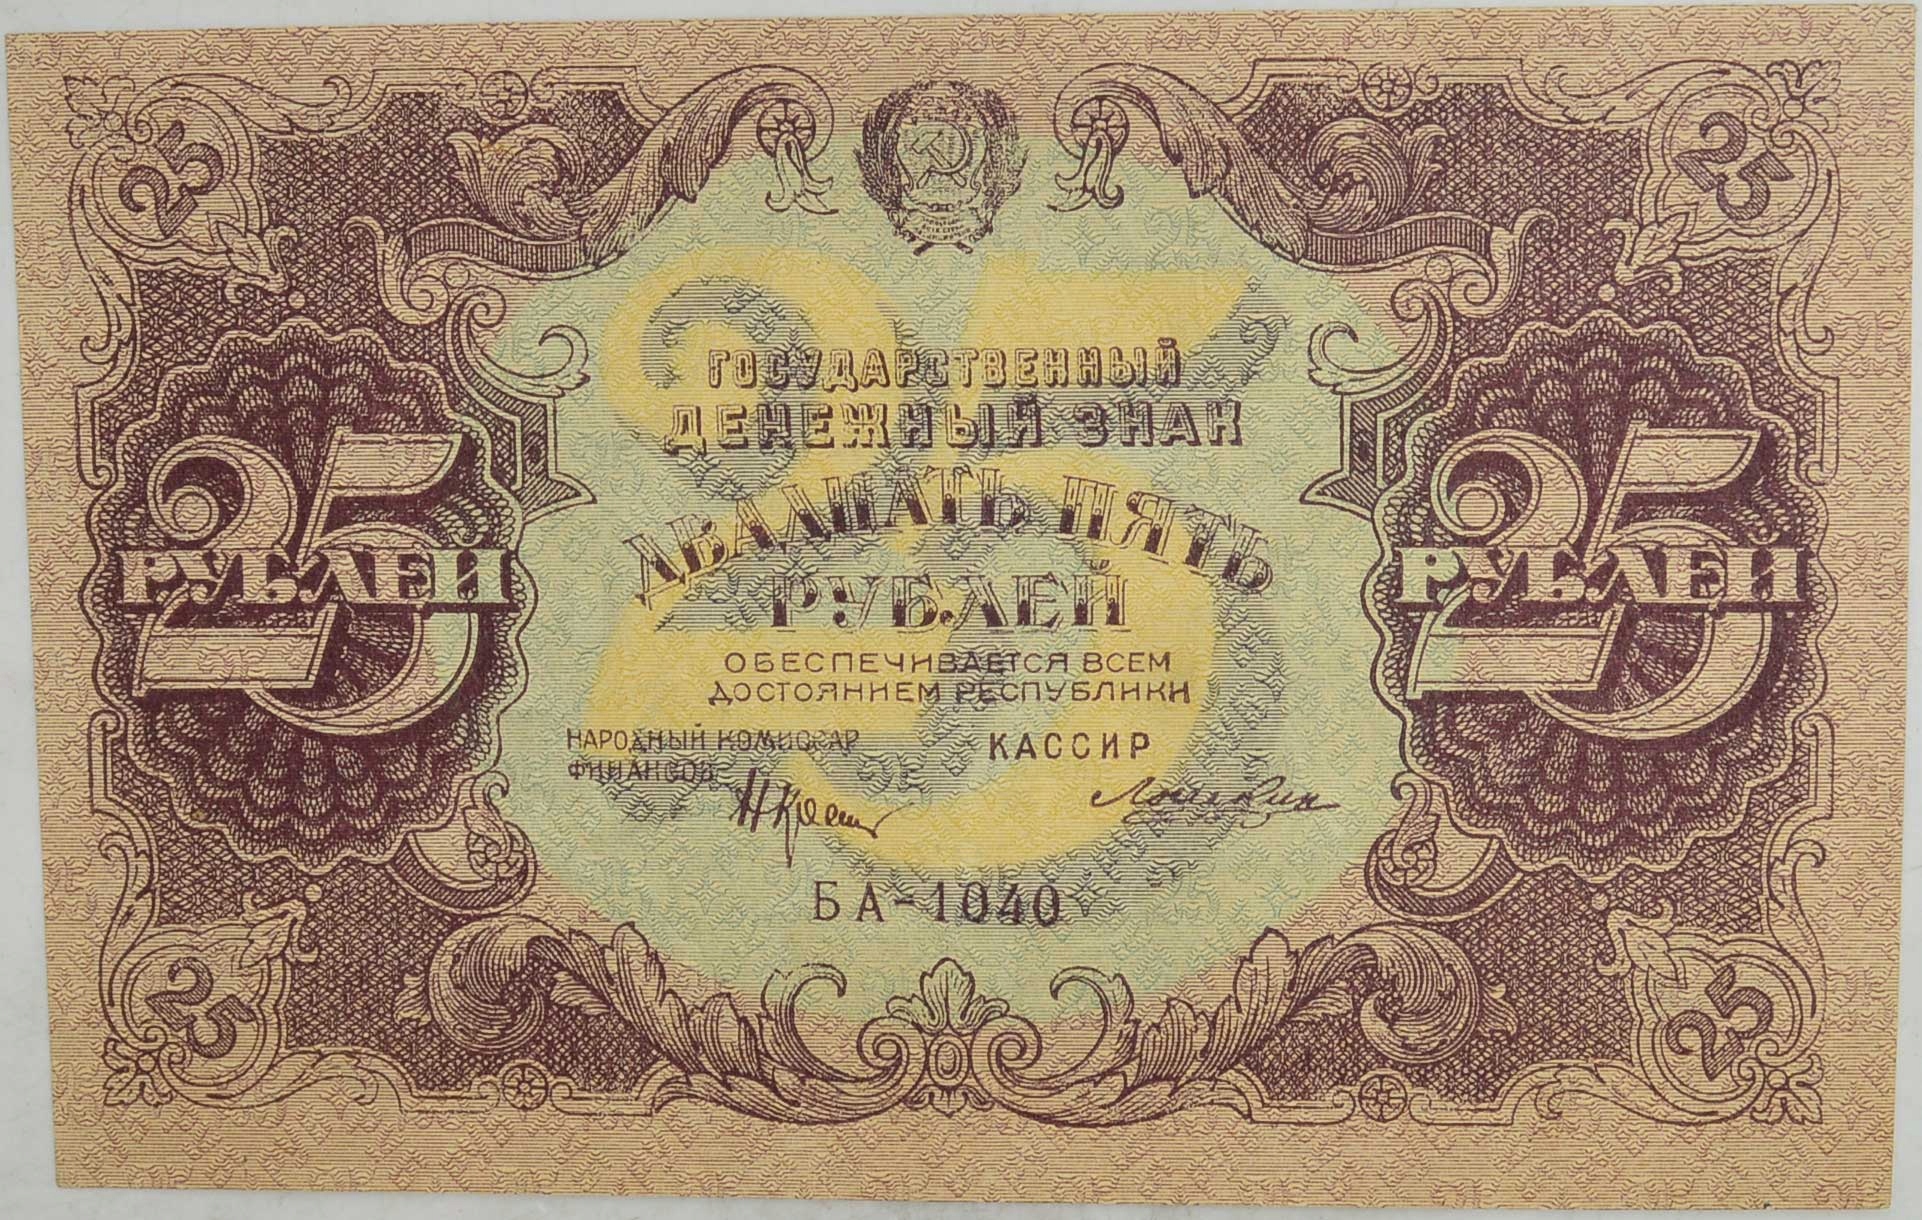 25
25
25
ГОСУДАРСТВЕННЫЙ
ДЕНЕЖНЫЙ ЗНАК
ДВАДЦАТЬ ПЯТЬ
РУБЛЕЙ
ОБЕСПЕЧИВАЕТСЯ ВСЕМ
ДОСТОЯНИЕМ РЕСПУБЛИКИ
25
РУБЛЕЙ
25
РУБЛЕЙ
НАРОДНЫЙ КОМИССАР
ФИНАНСОВ
КАССИР
БА-1040
25
25